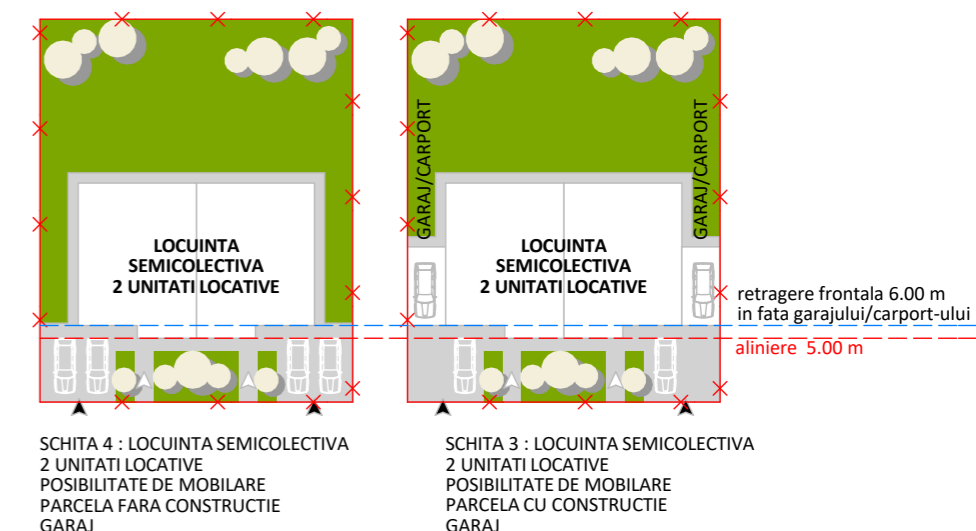 GARAJ/CARPORT
GARAJ/CARPORT
LOCUINTA
SEMICOLECTIVA
2 UNITATI LOCATIVE
LOCUINTA
SEMICOLECTIVA
2 UNITATI LOCATIVE
retragere frontala 6.00 m
in fata garajului/carport-ului
aliniere 5.00 m
SCHITA 4 : LOCUINTA SEMICOLECTIVA
2 UNITATI LOCATIVE
POSIBILITATE DE MOBILARE
PARCELA FARA CONSTRUCTIE
GARAJ
SCHITA 3 : LOCUINTA SEMICOLECTIVA
2 UNITATI LOCATIVE
POSIBILITATE DE MOBILARE
PARCELA CU CONSTRUCTIE
GARAJ